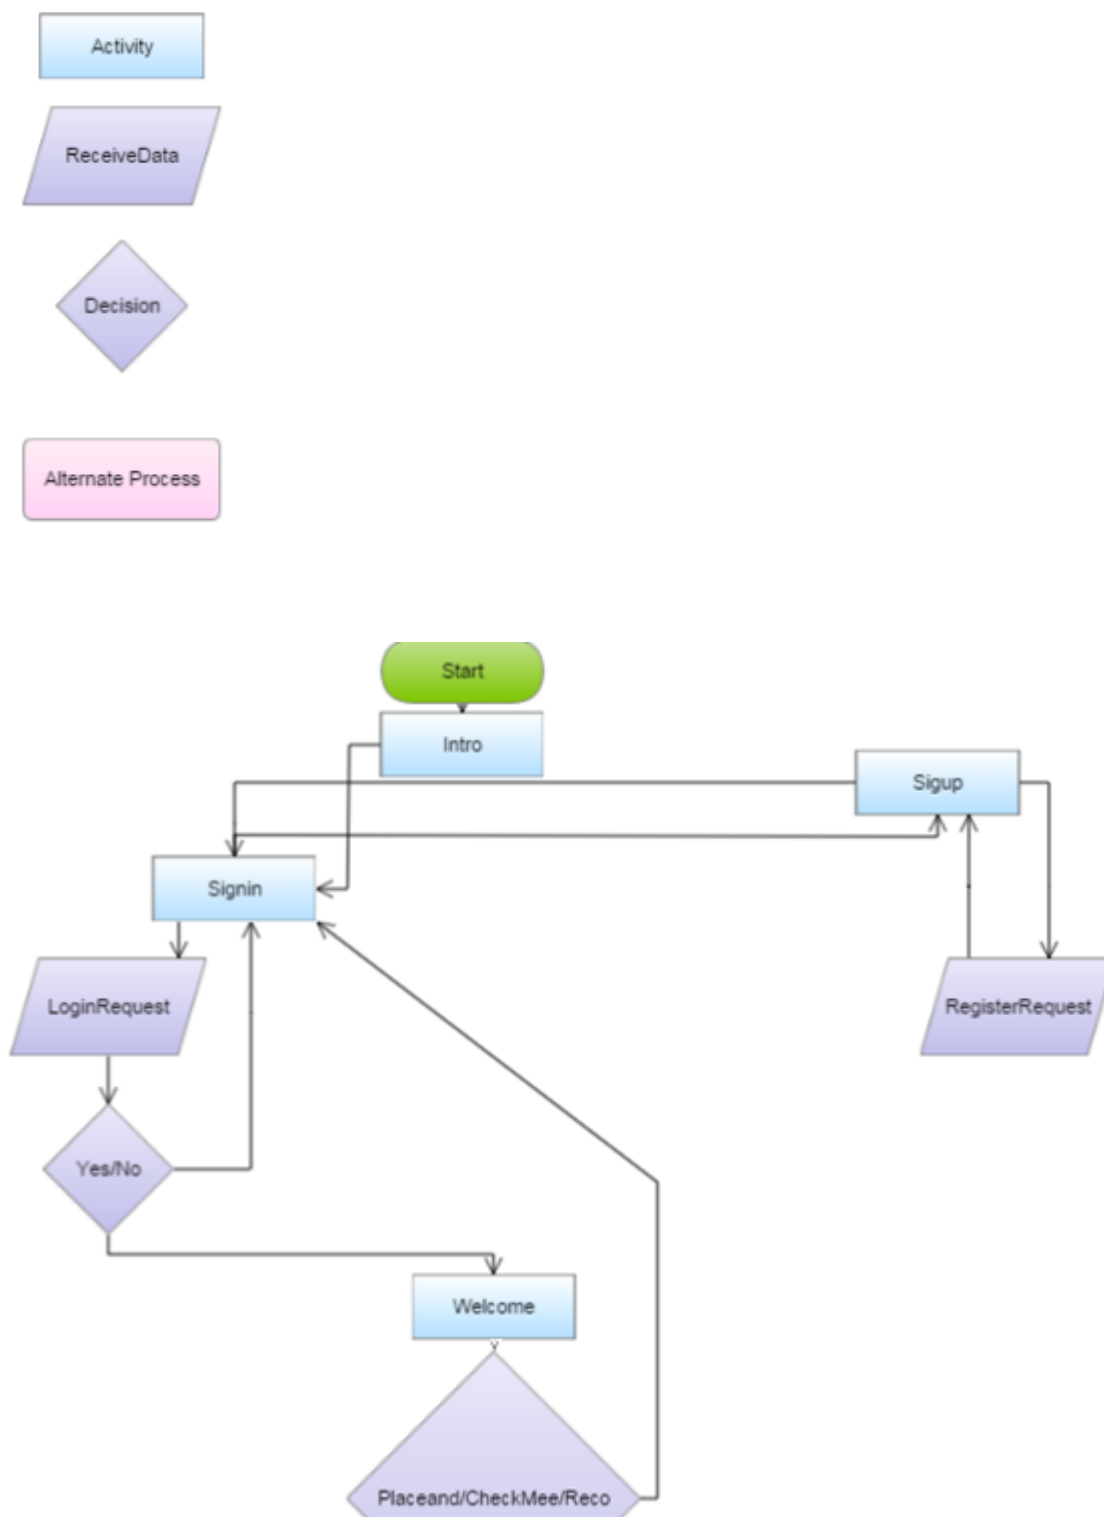 Activity
ReceiveData
Decision
Alternate Process
Start
Intro
Sigup
Signin
LoginRequest
RegisterRequest
Yes/No
Welcome
Placeand/CheckMee/Reco